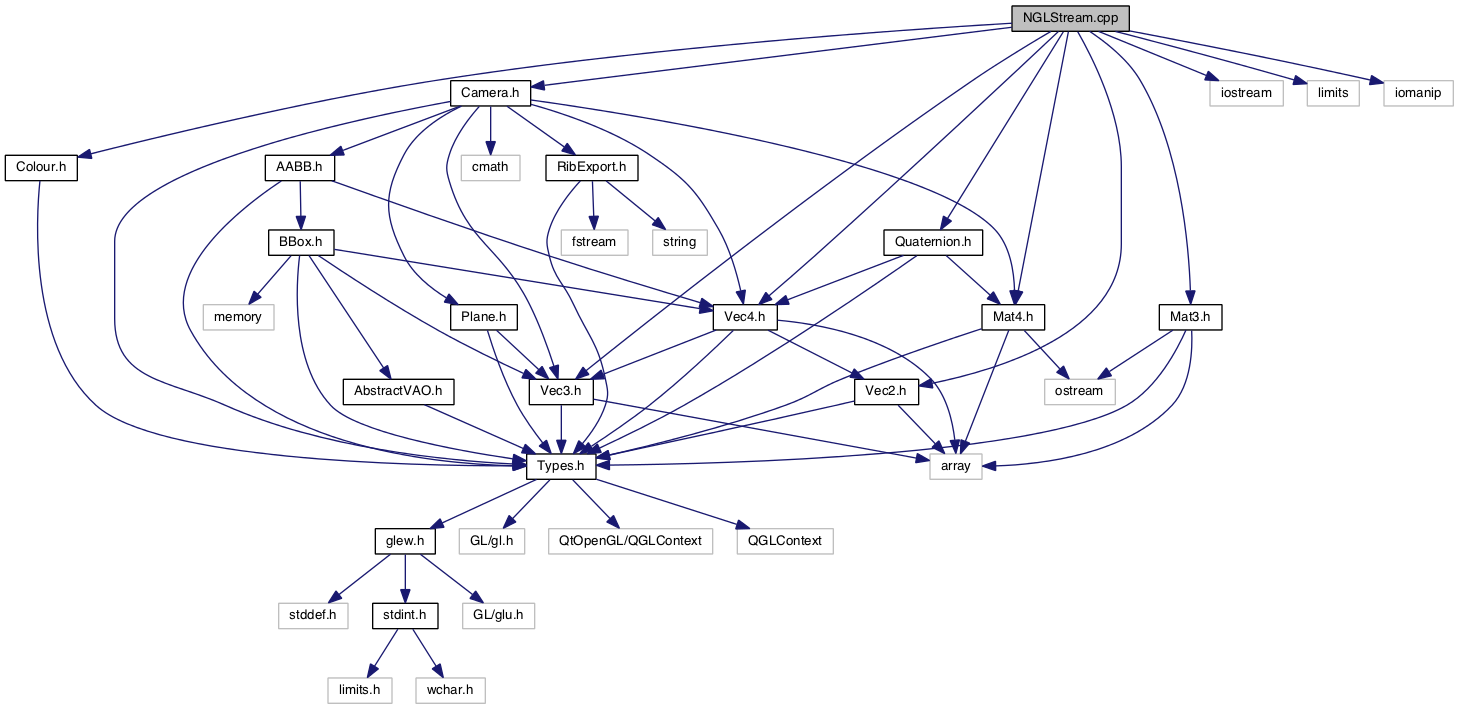 NGLStream.cpp
Camera.h
iostream
limits
iomanip
Colour.h
AABB.h
cmath
RibExport.h
BBox.h
fstream
string
Quaternion.h
memory
Plane.h
Vec4.h
Mat4.h
Mat3.h
AbstractVAO.h
Vec3.h
Vec2.h
ostream
Types.h
array
glew.h
GL/gl.h
QtOpenGL/QGLContext
QGLContext
stddef.h
stdint.h
GL/glu.h
limits.h
wchar.h